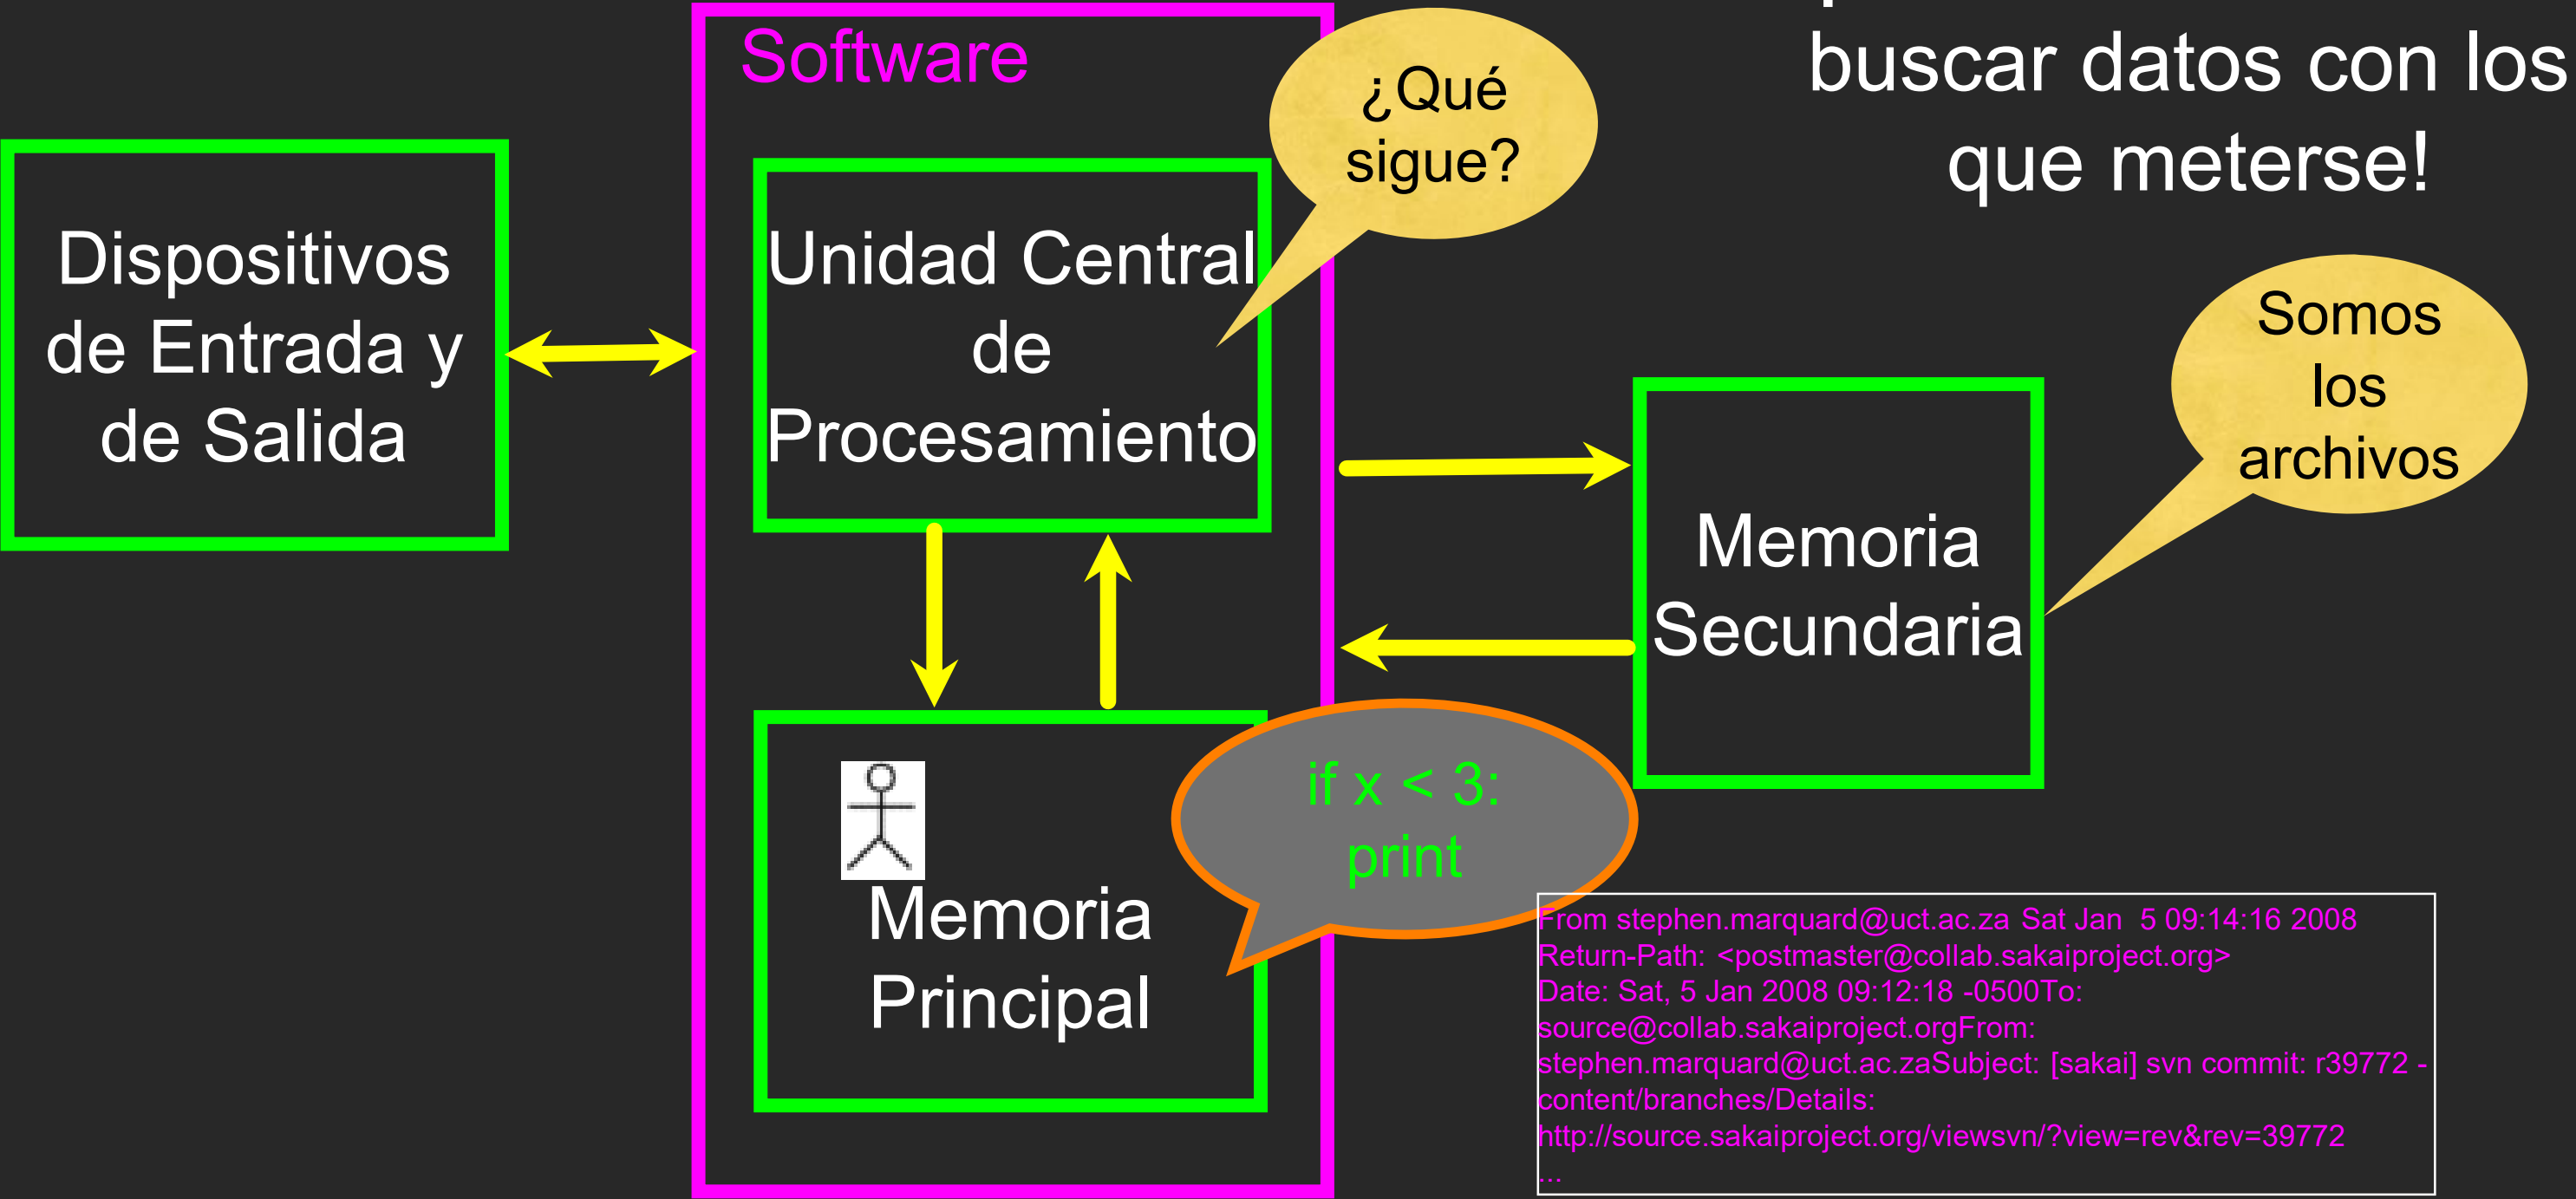 Software
¿Qué
sigue?
buscar datos con los
que meterse!
Dispositivos
de Entrada y
de Salida
Unidad Central
de
Procesamiento
Somos
los
archivos
Memoria
Secundaria
if x < 3:
print
Memoria
Principal
From stephen.marquard@uct.ac.za Sat Jan  5 09:14:16 2008
Return-Path: <postmaster@collab.sakaiproject.org>
Date: Sat, 5 Jan 2008 09:12:18 -0500To:
source@collab.sakaiproject.orgFrom:
stephen.marquard@uct.ac.zaSubject: [sakai] svn commit: r39772 -
content/branches/Details:
http://source.sakaiproject.org/viewsvn/?view=rev&rev=39772
...